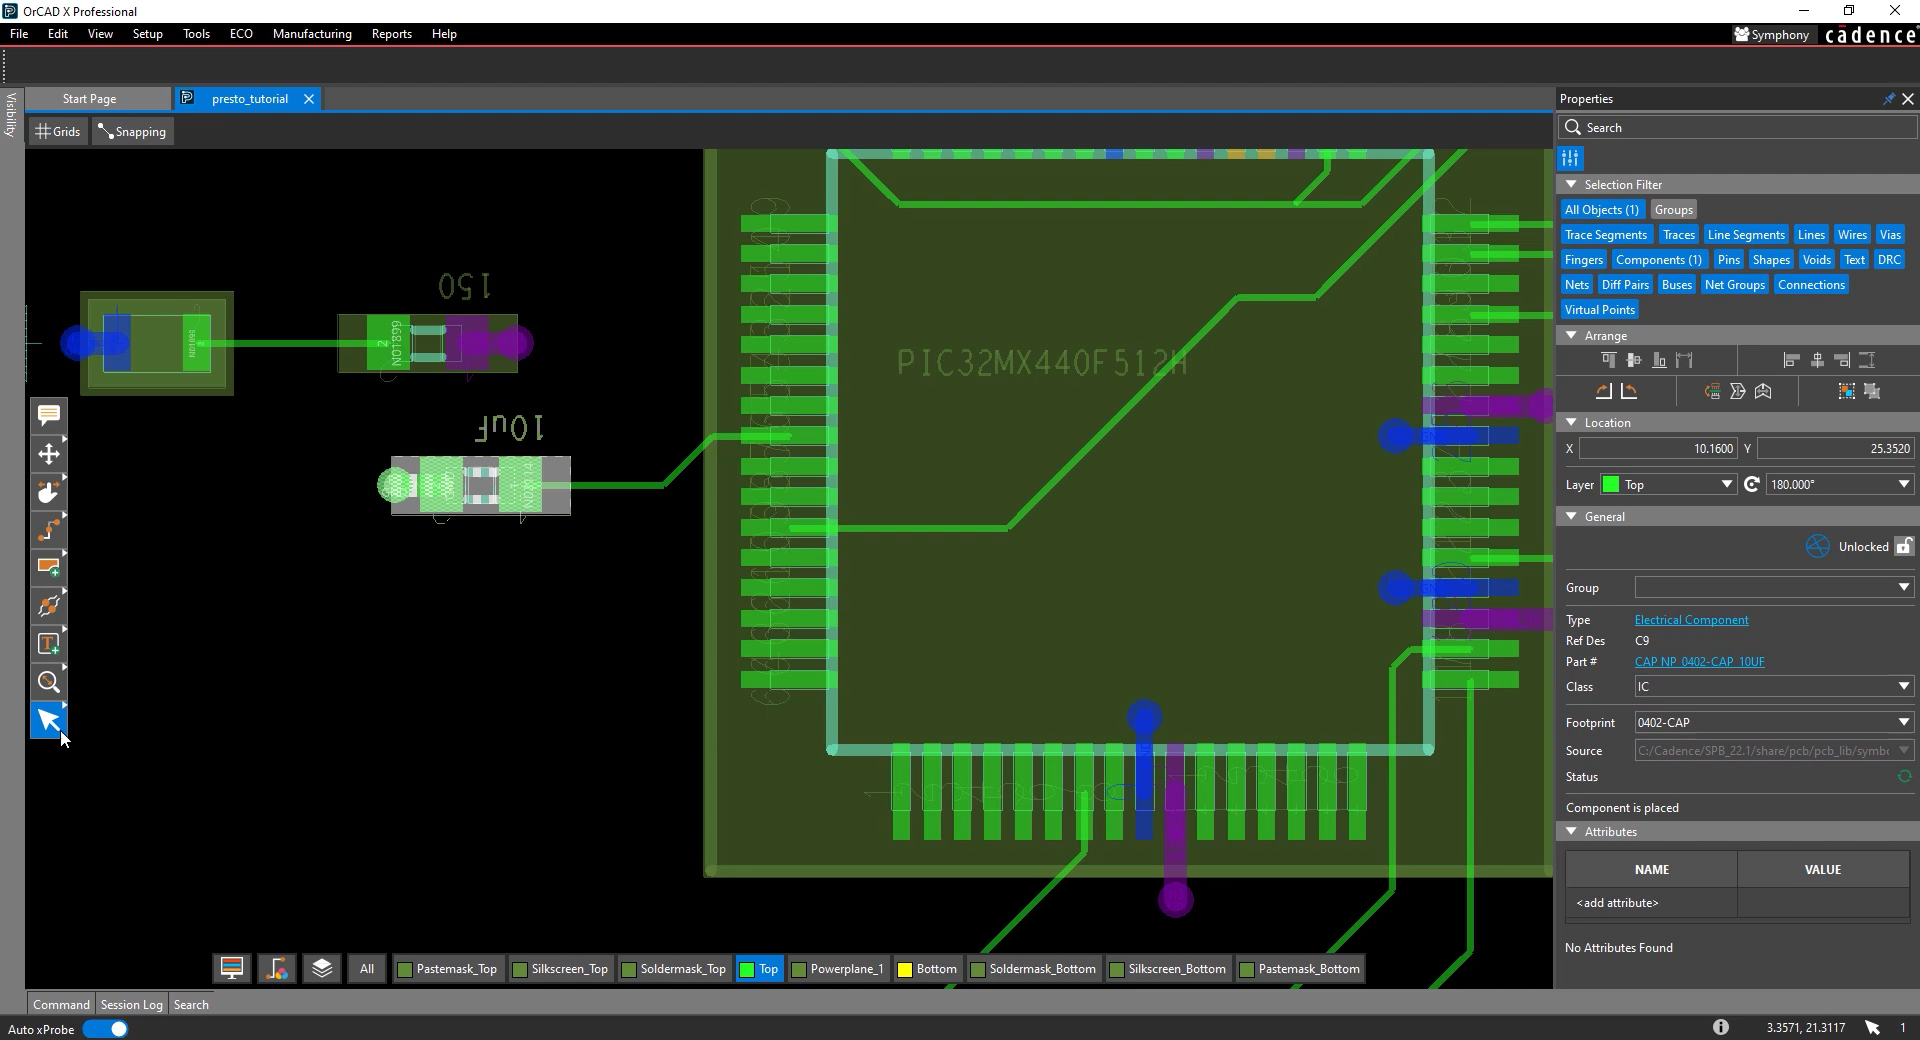 OrCAD X Professional
File Edit View Setup Tools ECO Manufacturing Reports Help
Symphony cādence
Visibility
Start Page presto_tutorial
Grids Snapping
150
NO1899
2
10uF
PIC32MX440F512H
Properties
Search
Selection Filter
All Objects (1) Groups
Trace Segments Traces Line Segments Lines Wires Vias
Fingers Components (1) Pins Shapes Voids Text DRC
Nets Diff Pairs Buses Net Groups Connections
Virtual Points
Arrange
Location
X 10.1600 Y 25.3520
Layer Top 180.000°
General
Unlocked
Group
Type Electrical Component
Ref Des C9
Part # CAP NP_0402-CAP_10UF
Class IC
Footprint 0402-CAP
Source C:/Cadence/SPB_22.1/share/pcb/pcb_lib/symbc
Status
Component is placed
Attributes
NAME VALUE
<add attribute>
No Attributes Found
All Pastemask_Top Silkscreen_Top Soldermask_Top Top Powerplane_1 Bottom Soldermask_Bottom Silkscreen_Bottom Pastemask_Bottom
Command Session Log Search
Auto xProbe
3.3571, 21.3117 1